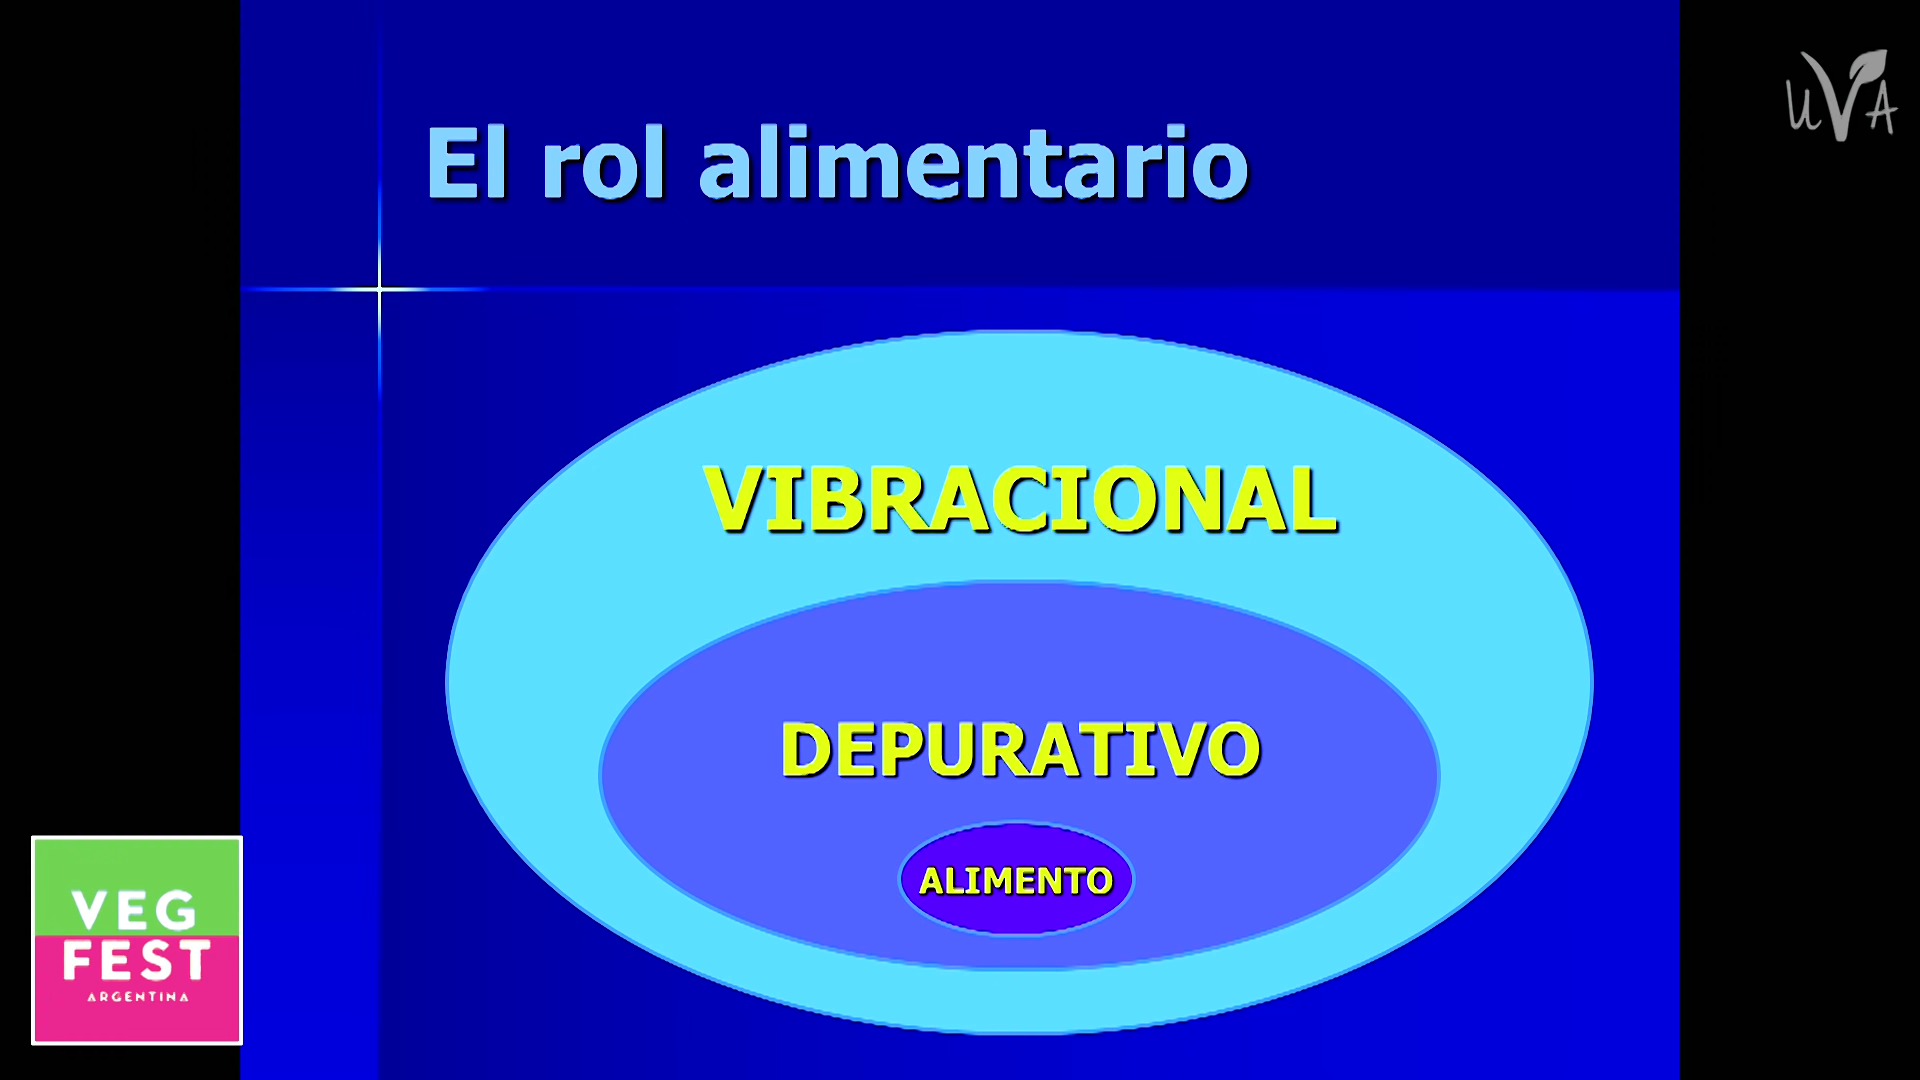 El rol alimentario
UVA
VIBRACIONAL
DEPURATIVO
ALIMENTO
VEG
FEST
ARGENTINA